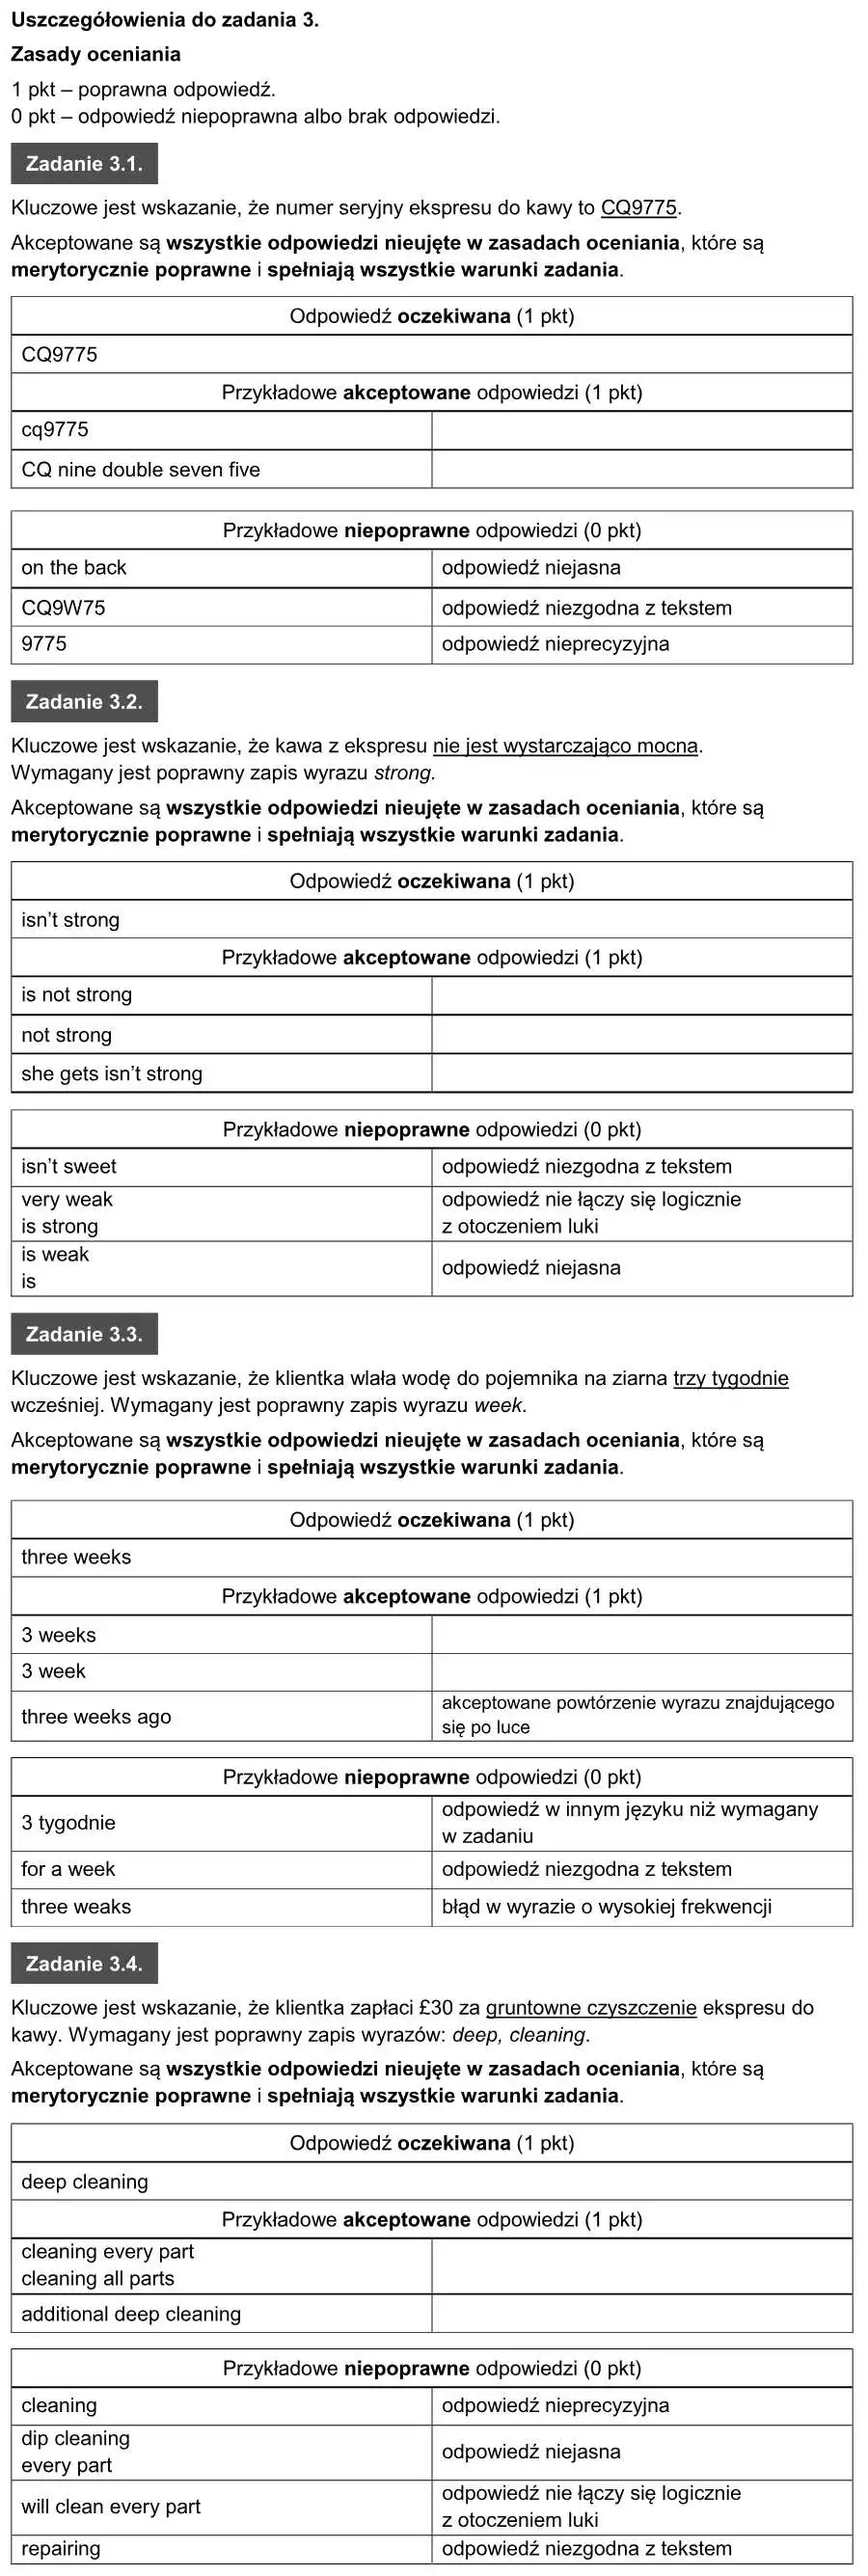 Uszczegółowienia do zadania 3.
Zasady oceniania
1 pkt – poprawna odpowiedź.
0 pkt – odpowiedź niepoprawna albo brak odpowiedzi.
Zadanie 3.1.
Kluczowe jest wskazanie, że numer seryjny ekspresu do kawy to CQ9775.
Akceptowane są wszystkie odpowiedzi nieujęte w zasadach oceniania, które są
merytorycznie poprawne i spełniają wszystkie warunki zadania.
Odpowiedź oczekiwana (1 pkt)
CQ9775
Przykładowe akceptowane odpowiedzi (1 pkt)
cq9775
CQ nine double seven five
Przykładowe niepoprawne odpowiedzi (0 pkt)
on the back odpowiedź niejasna
CQ9W75 odpowiedź niezgodna z tekstem
9775 odpowiedź nieprecyzyjna
Zadanie 3.2.
Kluczowe jest wskazanie, że kawa z ekspresu nie jest wystarczająco mocna.
Wymagany jest poprawny zapis wyrazu strong.
Akceptowane są wszystkie odpowiedzi nieujęte w zasadach oceniania, które są
merytorycznie poprawne i spełniają wszystkie warunki zadania.
Odpowiedź oczekiwana (1 pkt)
isn't strong
Przykładowe akceptowane odpowiedzi (1 pkt)
is not strong
not strong
she gets isn't strong
Przykładowe niepoprawne odpowiedzi (0 pkt)
isn't sweet odpowiedź niezgodna z tekstem
very weak odpowiedź nie łączy się logicznie
is strong z otoczeniem luki
is weak
is
odpowiedź niejasna
Zadanie 3.3.
Kluczowe jest wskazanie, że klientka wlała wodę do pojemnika na ziarna trzy tygodnie
wcześniej. Wymagany jest poprawny zapis wyrazu week.
Akceptowane są wszystkie odpowiedzi nieujęte w zasadach oceniania, które są
merytorycznie poprawne i spełniają wszystkie warunki zadania.
Odpowiedź oczekiwana (1 pkt)
three weeks
Przykładowe akceptowane odpowiedzi (1 pkt)
3 weeks
3 week
three weeks ago
akceptowane powtórzenie wyrazu znajdującego
się po luce
Przykładowe niepoprawne odpowiedzi (0 pkt)
3 tygodnie
odpowiedź w innym języku niż wymagany
w zadaniu
for a week odpowiedź niezgodna z tekstem
three weaks błąd w wyrazie o wysokiej frekwencji
Zadanie 3.4.
Kluczowe jest wskazanie, że klientka zapłaci £30 za gruntowne czyszczenie ekspresu do
kawy. Wymagany jest poprawny zapis wyrazów: deep, cleaning.
Akceptowane są wszystkie odpowiedzi nieujęte w zasadach oceniania, które są
merytorycznie poprawne i spełniają wszystkie warunki zadania.
Odpowiedź oczekiwana (1 pkt)
deep cleaning
Przykładowe akceptowane odpowiedzi (1 pkt)
cleaning every part
cleaning all parts
additional deep cleaning
Przykładowe niepoprawne odpowiedzi (0 pkt)
cleaning odpowiedź nieprecyzyjna
dip cleaning
every part
odpowiedź niejasna
will clean every part
odpowiedź nie łączy się logicznie
z otoczeniem luki
repairing odpowiedź niezgodna z tekstem